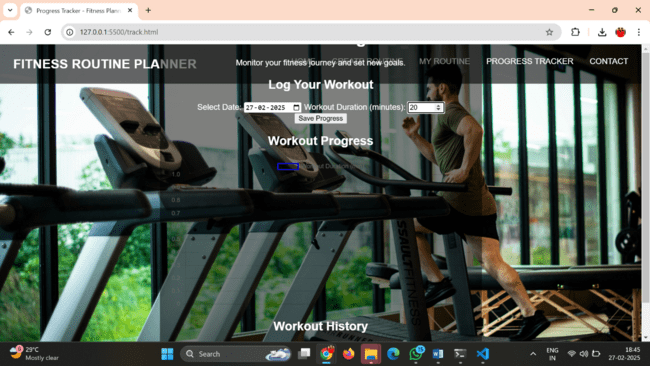 Progress Tracker - Fitness Plann
127.0.0.1:5500/track.html
FITNESS ROUTINE PLANNER
MY ROUTINE
PROGRESS TRACKER
CONTACT
Monitor your fitness journey and set new goals.
Log Your Workout
Select Date: 27-02-2025 Workout Duration (minutes): 20
Save Progress
Workout Progress
1.0
0.8
0.7
Workout History
29°C
Mostly clear
Search
ENG
IN
18:45
27-02-2025